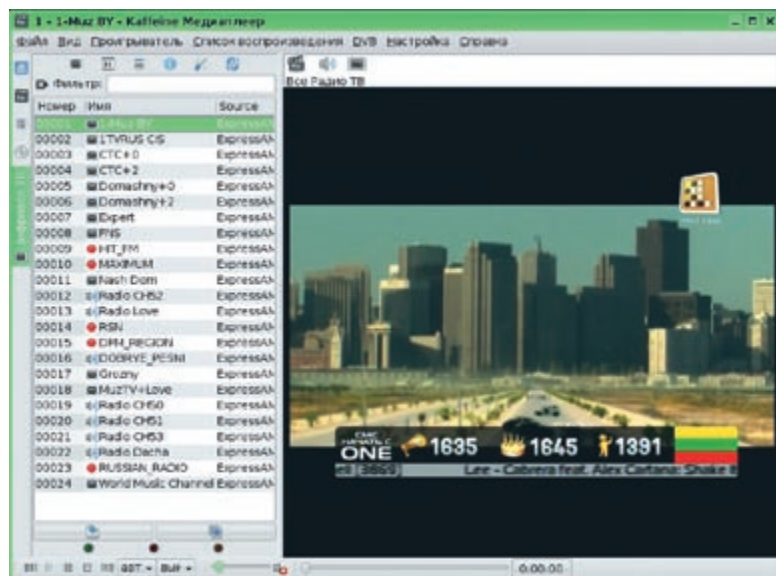 1 - 1-Muz BY - Kaffeine Медиаплеер
Файл Вид Проигрыватель Список воспроизведения DVB Настройка Справка
Фильтр:
Все Радио ТВ
Номер Имя Source
00001 1-Muz BY ExpressAM
00002 1TVRUS CIS ExpressAM
00003 CTC+0 ExpressAM
00004 CTC+2 ExpressAM
00005 Domashny+0 ExpressAM
00006 Domashny+2 ExpressAM
00007 Expert ExpressAM
00008 FNS ExpressAM
00009 HIT_FM ExpressAM
00010 MAXIMUM ExpressAM
00011 Nash Dom ExpressAM
00012 Radio CH52 ExpressAM
00013 Radio Love ExpressAM
00014 RSN ExpressAM
00015 DFM_REGION ExpressAM
00016 DOBRYE_PESNI ExpressAM
00017 Grozny ExpressAM
00018 MuzTV+Love ExpressAM
00019 Radio CH50 ExpressAM
00020 Radio CH51 ExpressAM
00021 Radio CH53 ExpressAM
00022 Radio Dacha ExpressAM
00023 RUSSIAN_RADIO ExpressAM
00024 World Music Channel ExpressAM
ONE 1635 1645 1391
ell [3869] Lee - Cabrera feat. Alex Cartana: Shake It
0:00:00